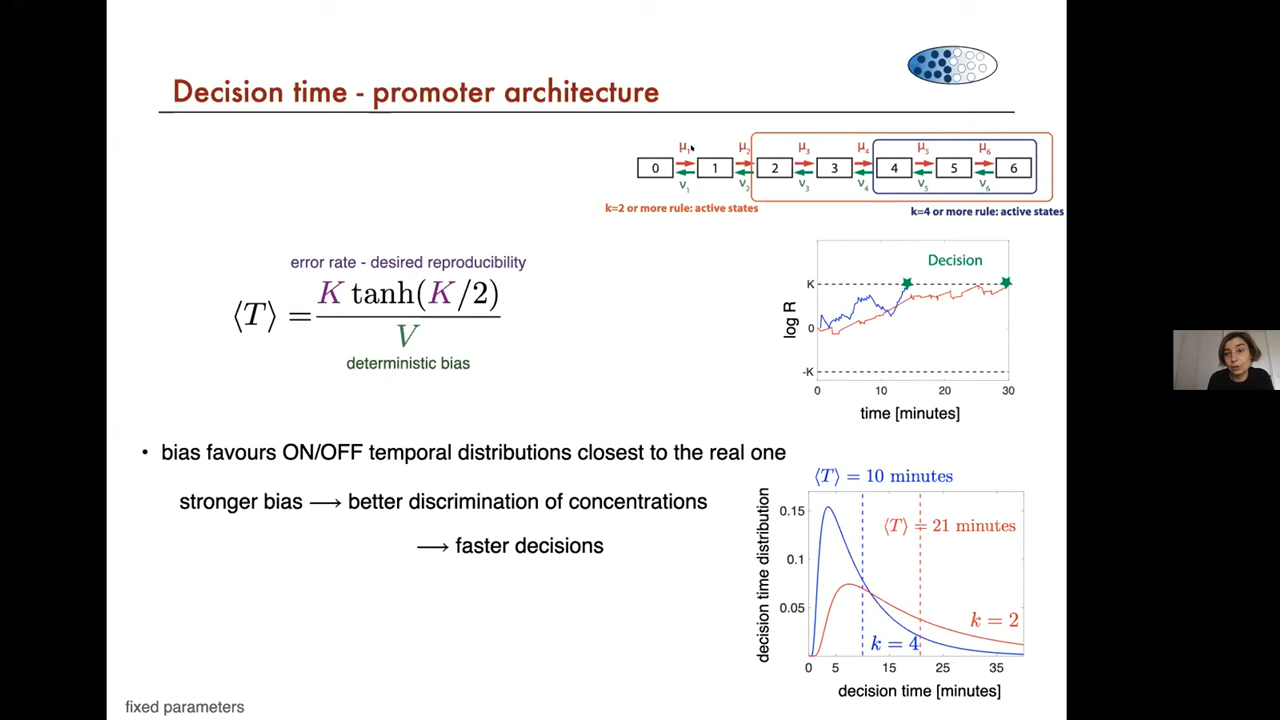 Decision time - promoter architecture
μ1 μ2 μ3 μ4 μ5 μ6
0 1 2 3 4 5 6
ν1 ν2 ν3 ν4 ν5 ν6
k=2 or more rule: active states
k=4 or more rule: active states
error rate - desired reproducibility
⟨T⟩ = K tanh(K/2) / V
deterministic bias
Decision
K
0
-K
log R
0 10 20 30
time [minutes]
• bias favours ON/OFF temporal distributions closest to the real one
stronger bias ⟶ better discrimination of concentrations
⟶ faster decisions
⟨T⟩ = 10 minutes
⟨T⟩ = 21 minutes
0.15
0.1
0.05
decision time distribution
k = 2
k = 4
0 5 15 25 35
decision time [minutes]
fixed parameters